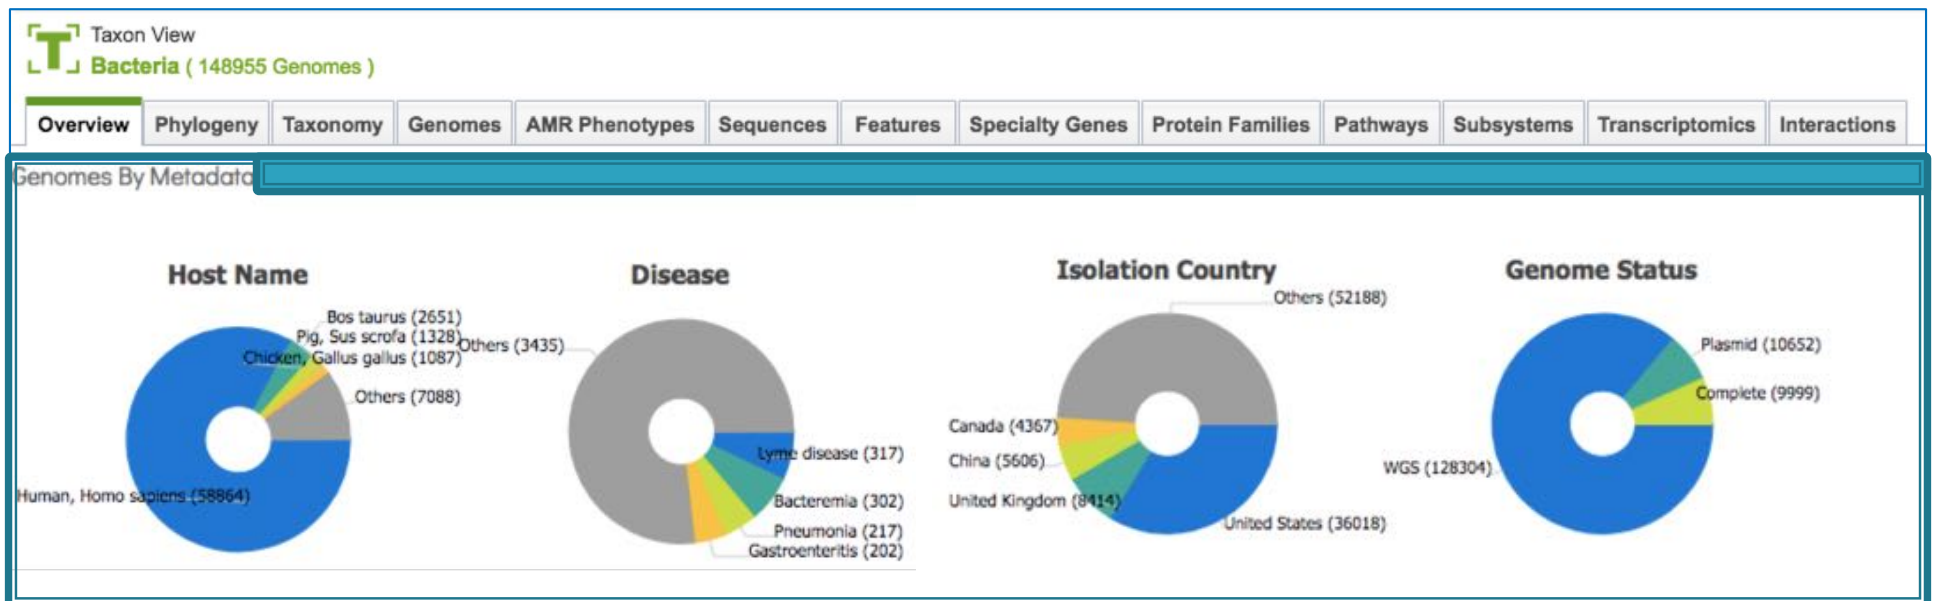 T
Taxon View
Bacteria ( 148955 Genomes )
Overview Phylogeny Taxonomy Genomes AMR Phenotypes Sequences Features Specialty Genes Protein Families Pathways Subsystems Transcriptomics Interactions
Genomes By Metadata
Host Name
Bos taurus (2651)
Pig, Sus scrofa (1328)
Chicken, Gallus gallus (1087)
Others (7088)
Human, Homo sapiens (58864)
Disease
Others (3435)
Lyme disease (317)
Bacteremia (302)
Pneumonia (217)
Gastroenteritis (202)
Isolation Country
Others (52188)
Canada (4367)
China (5606)
United Kingdom (8414)
United States (36018)
Genome Status
Plasmid (10652)
Complete (9999)
WGS (128304)